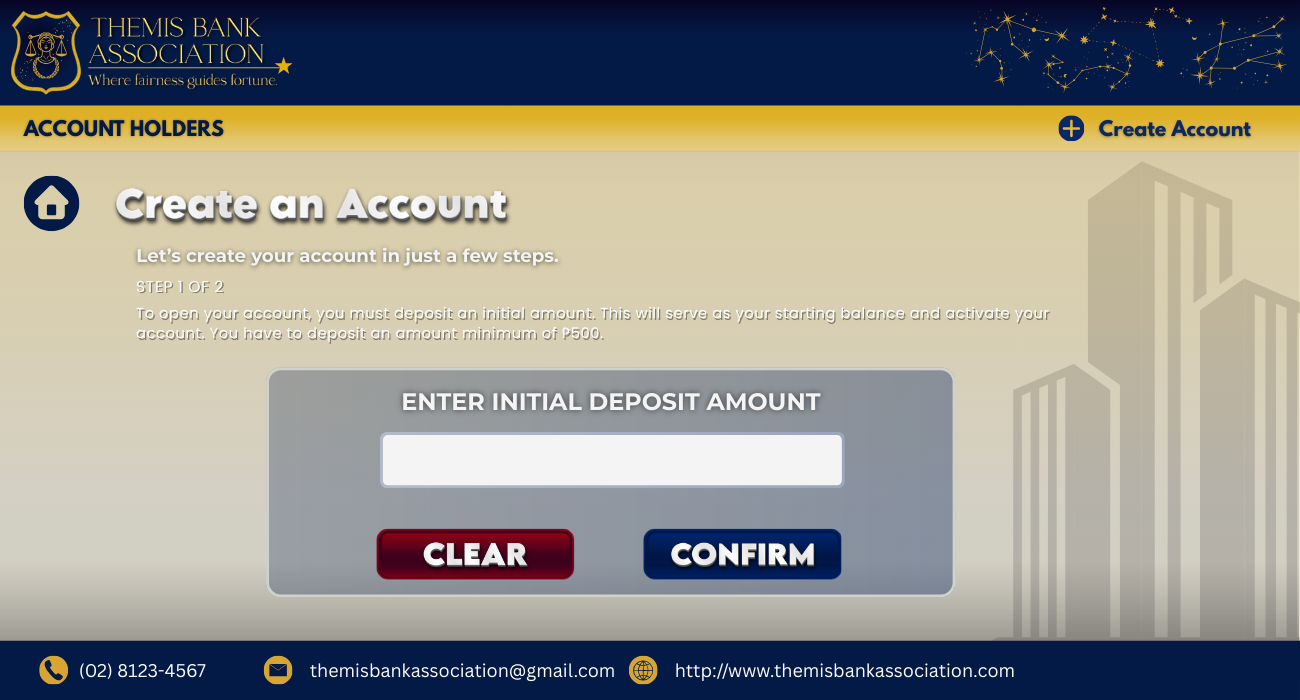 THEMIS BANK
ASSOCIATION
Where fairness guides fortune.
ACCOUNT HOLDERS
Create Account
Create an Account
Let's create your account in just a few steps.
STEP 1 OF 2
To open your account, you must deposit an initial amount. This will serve as your starting balance and activate your
account. You have to deposit an amount minimum of ₱500.
ENTER INITIAL DEPOSIT AMOUNT
CLEAR
CONFIRM
(02) 8123-4567
themisbankassociation@gmail.com
http://www.themisbankassociation.com